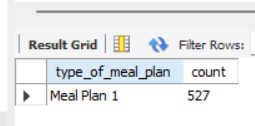 Result Grid Filter Rows:
type_of_meal_plan count
Meal Plan 1 527